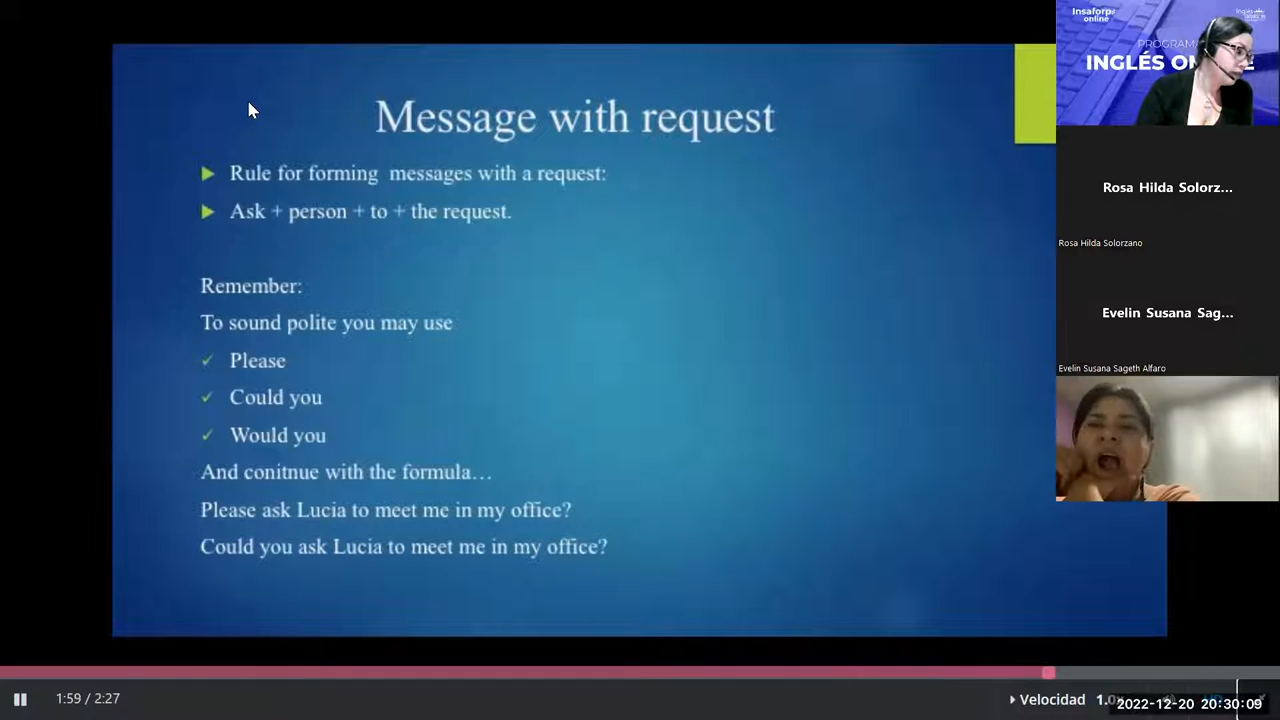 Message with request
Rule for forming messages with a request:
Ask + person + to + the request.
Remember:
To sound polite you may use
Please
Could you
Would you
And conitnue with the formula…
Please ask Lucia to meet me in my office?
Could you ask Lucia to meet me in my office?
Insaforp
online
PROGRAMA
INGLÉS ON
Rosa Hilda Solorz...
Rosa Hilda Solorzano
Evelin Susana Sag...
Evelin Susana Sageth Alfaro
1:59 / 2:27
Velocidad 1.0x
2022-12-20 20:30:09